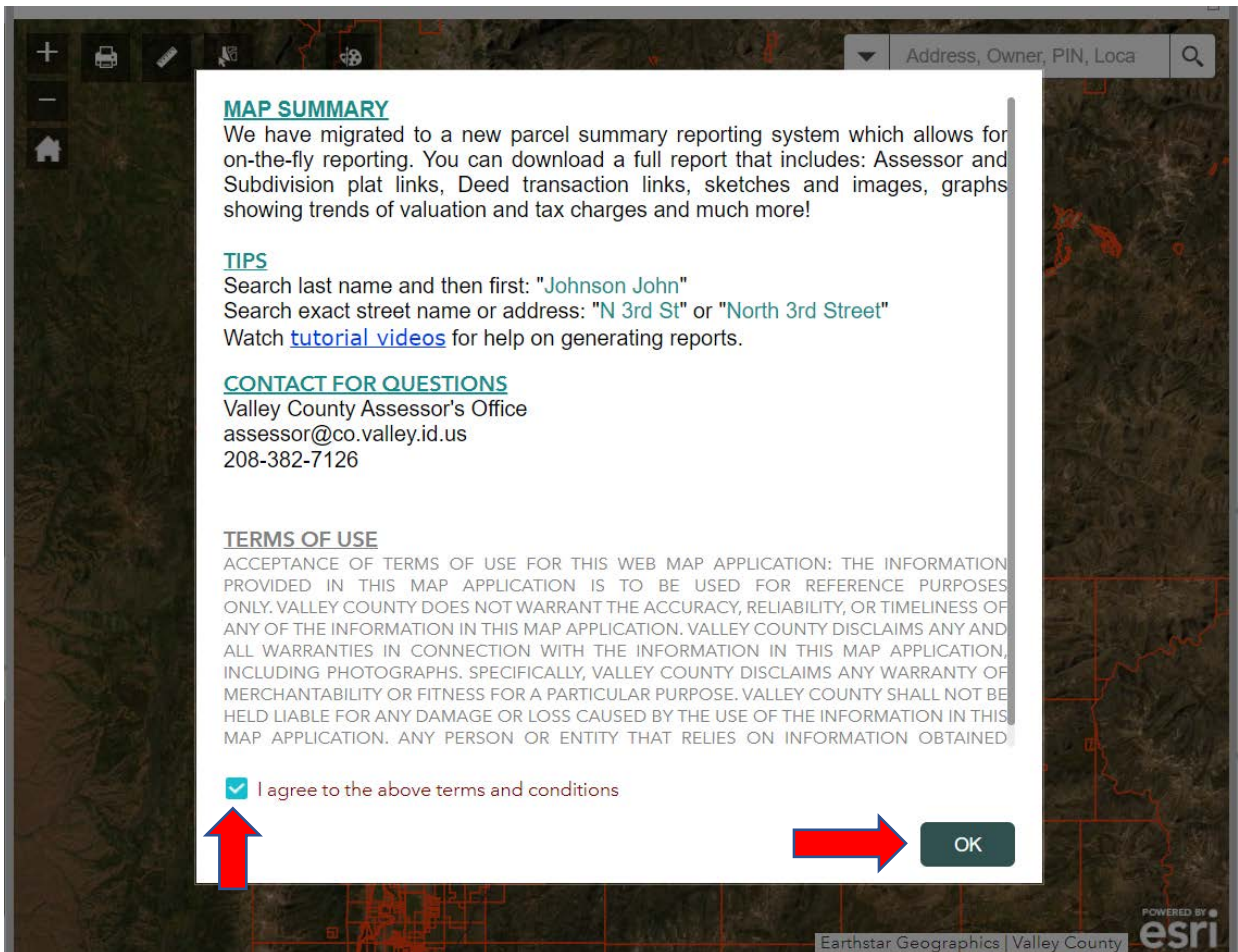 Address, Owner, PIN, Loca
MAP SUMMARY
We have migrated to a new parcel summary reporting system which allows for
on-the-fly reporting. You can download a full report that includes: Assessor and
Subdivision plat links, Deed transaction links, sketches and images, graphs
showing trends of valuation and tax charges and much more!
TIPS
Search last name and then first: "Johnson John"
Search exact street name or address: "N 3rd St" or "North 3rd Street"
Watch tutorial videos for help on generating reports.
CONTACT FOR QUESTIONS
Valley County Assessor's Office
assessor@co.valley.id.us
208-382-7126
TERMS OF USE
ACCEPTANCE OF TERMS OF USE FOR THIS WEB MAP APPLICATION: THE INFORMATION
PROVIDED IN THIS MAP APPLICATION IS TO BE USED FOR REFERENCE PURPOSES
ONLY. VALLEY COUNTY DOES NOT WARRANT THE ACCURACY, RELIABILITY, OR TIMELINESS OF
ANY OF THE INFORMATION IN THIS MAP APPLICATION. VALLEY COUNTY DISCLAIMS ANY AND
ALL WARRANTIES IN CONNECTION WITH THE INFORMATION IN THIS MAP APPLICATION,
INCLUDING PHOTOGRAPHS. SPECIFICALLY, VALLEY COUNTY DISCLAIMS ANY WARRANTY OF
MERCHANTABILITY OR FITNESS FOR A PARTICULAR PURPOSE. VALLEY COUNTY SHALL NOT BE
HELD LIABLE FOR ANY DAMAGE OR LOSS CAUSED BY THE USE OF THE INFORMATION IN THIS
MAP APPLICATION. ANY PERSON OR ENTITY THAT RELIES ON INFORMATION OBTAINED
I agree to the above terms and conditions
OK
POWERED BY
esri
Earthstar Geographics | Valley County